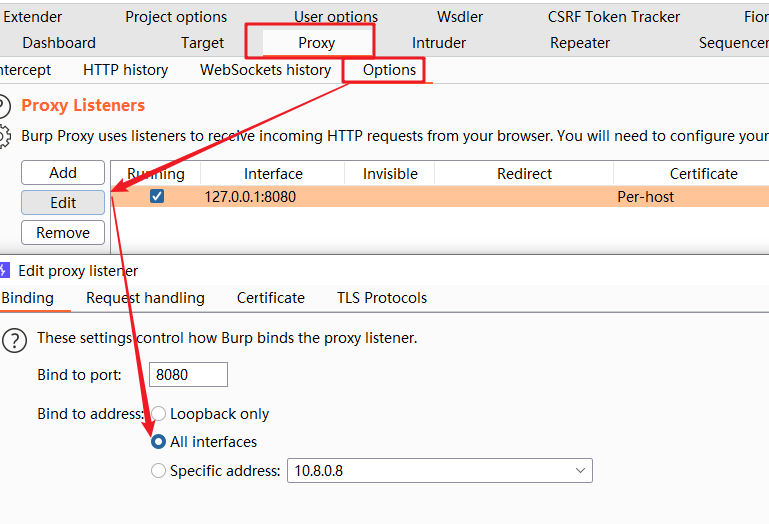 Extender Project options User options Wsdler CSRF Token Tracker
Dashboard Target Proxy Intruder Repeater Sequencer
HTTP history WebSockets history Options
Proxy Listeners
Burp Proxy uses listeners to receive incoming HTTP requests from your browser. You will need to configure your
Add Running Interface Invisible Redirect Certificate
Edit 127.0.0.1:8080 Per-host
Remove
Edit proxy listener
Binding Request handling Certificate TLS Protocols
These settings control how Burp binds the proxy listener.
Bind to port: 8080
Bind to address: Loopback only
All interfaces
Specific address: 10.8.0.8